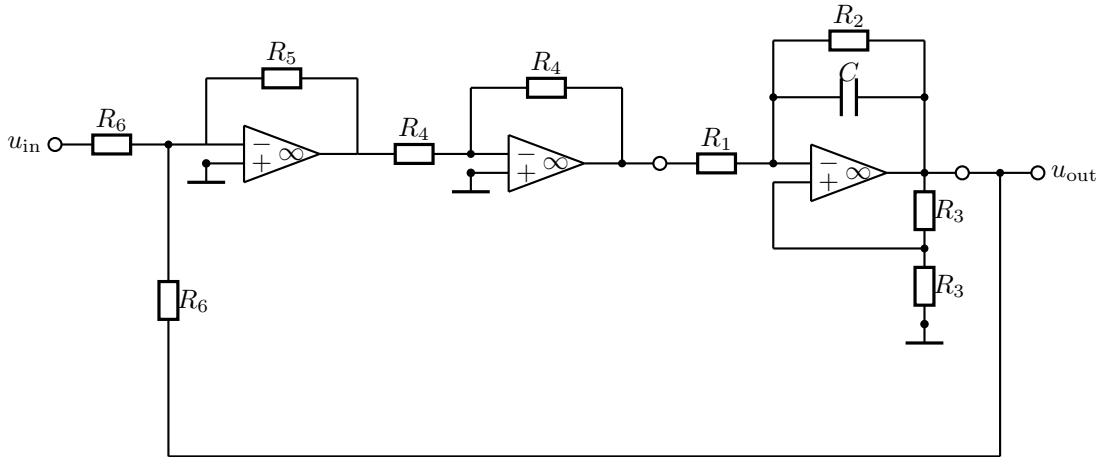 R₂
R₅
R₄
C
u_in
R₆
R₄
R₁
− + ∞
− + ∞
− + ∞
u_out
R₃
R₃
R₆